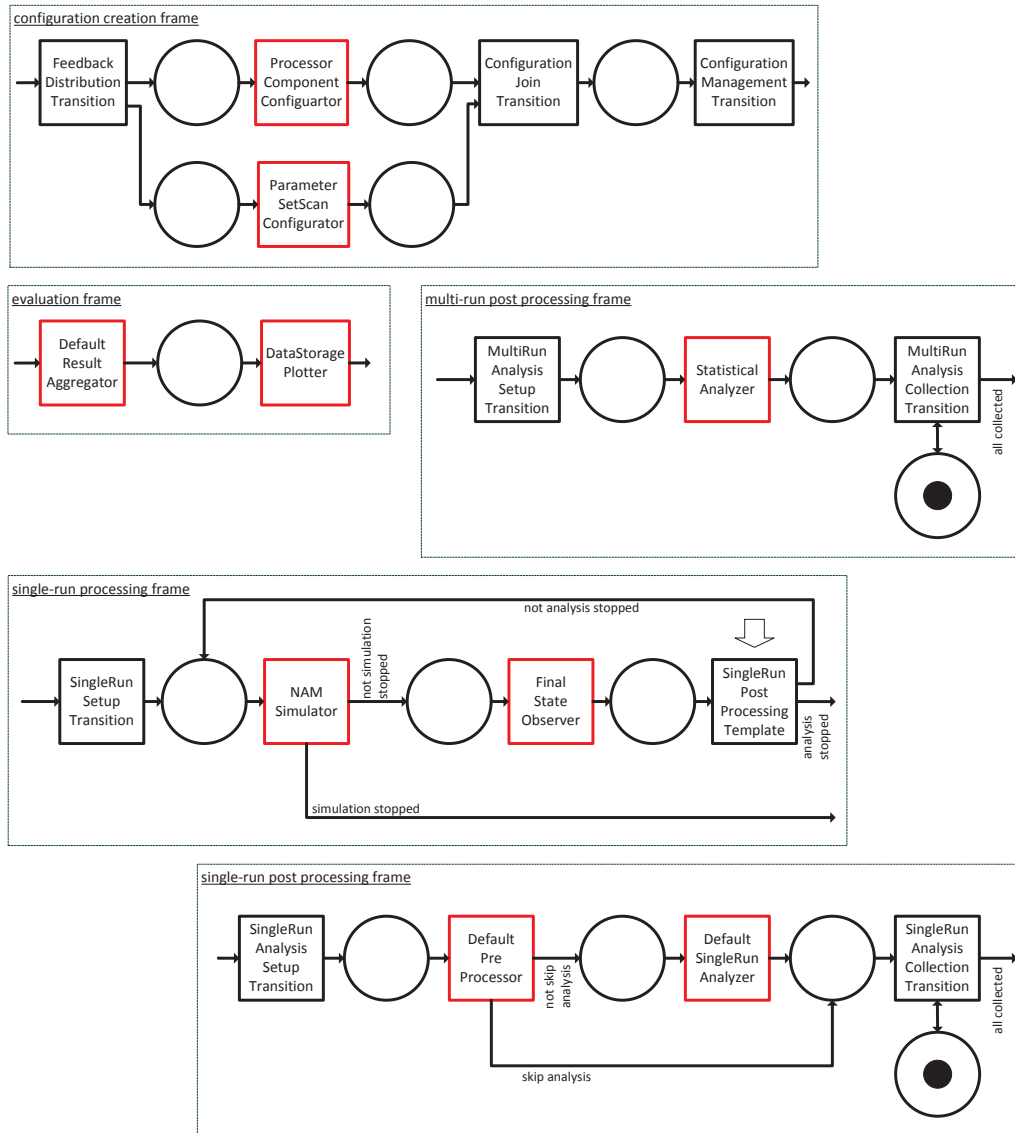 configuration creation frame
Feedback
Distribution
Transition
Processor
Component
Configuartor
Configuration
Join
Transition
Configuration
Management
Transition
Parameter
SetScan
Configurator
evaluation frame
Default
Result
Aggregator
DataStorage
Plotter
multi-run post processing frame
MultiRun
Analysis
Setup
Transition
Statistical
Analyzer
MultiRun
Analysis
Collection
Transition
all collected
single-run processing frame
not analysis stopped
SingleRun
Setup
Transition
NAM
Simulator
not simulation
stopped
Final
State
Observer
SingleRun
Post
Processing
Template
analysis
stopped
simulation stopped
single-run post processing frame
SingleRun
Analysis
Setup
Transition
Default
Pre
Processor
not skip
analysis
Default
SingleRun
Analyzer
SingleRun
Analysis
Collection
Transition
all collected
skip analysis